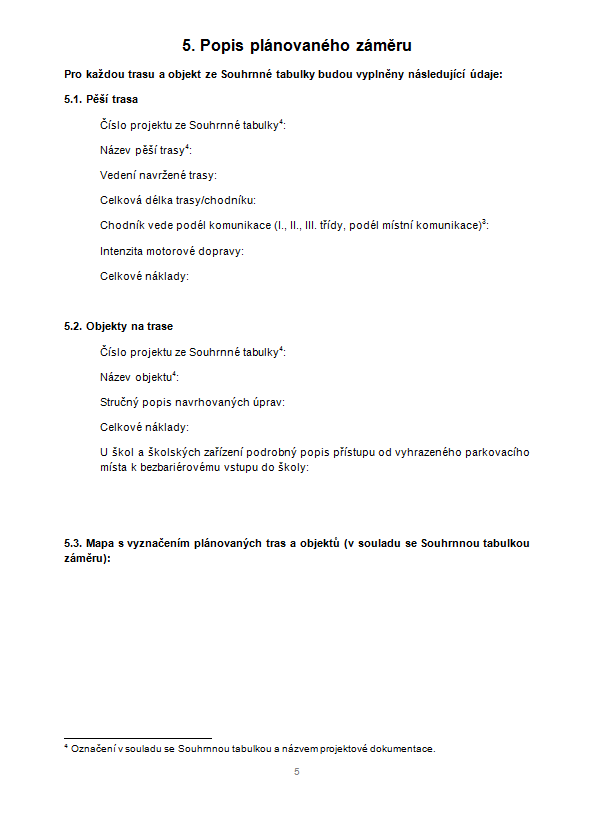 5. Popis plánovaného záměru
Pro každou trasu a objekt ze Souhrnné tabulky budou vyplněny následující údaje:
5.1. Pěší trasa
Číslo projektu ze Souhrnné tabulky⁴:
Název pěší trasy⁴:
Vedení navržené trasy:
Celková délka trasy/chodníku:
Chodník vede podél komunikace (I., II., III. třídy, podél místní komunikace)³:
Intenzita motorové dopravy:
Celkové náklady:
5.2. Objekty na trase
Číslo projektu ze Souhrnné tabulky⁴:
Název objektu⁴:
Stručný popis navrhovaných úprav:
Celkové náklady:
U škol a školských zařízení podrobný popis přístupu od vyhrazeného parkovacího
místa k bezbariérovému vstupu do školy:
5.3. Mapa s vyznačením plánovaných tras a objektů (v souladu se Souhrnnou tabulkou
záměru):
⁴ Označení v souladu se Souhrnnou tabulkou a názvem projektové dokumentace.
5